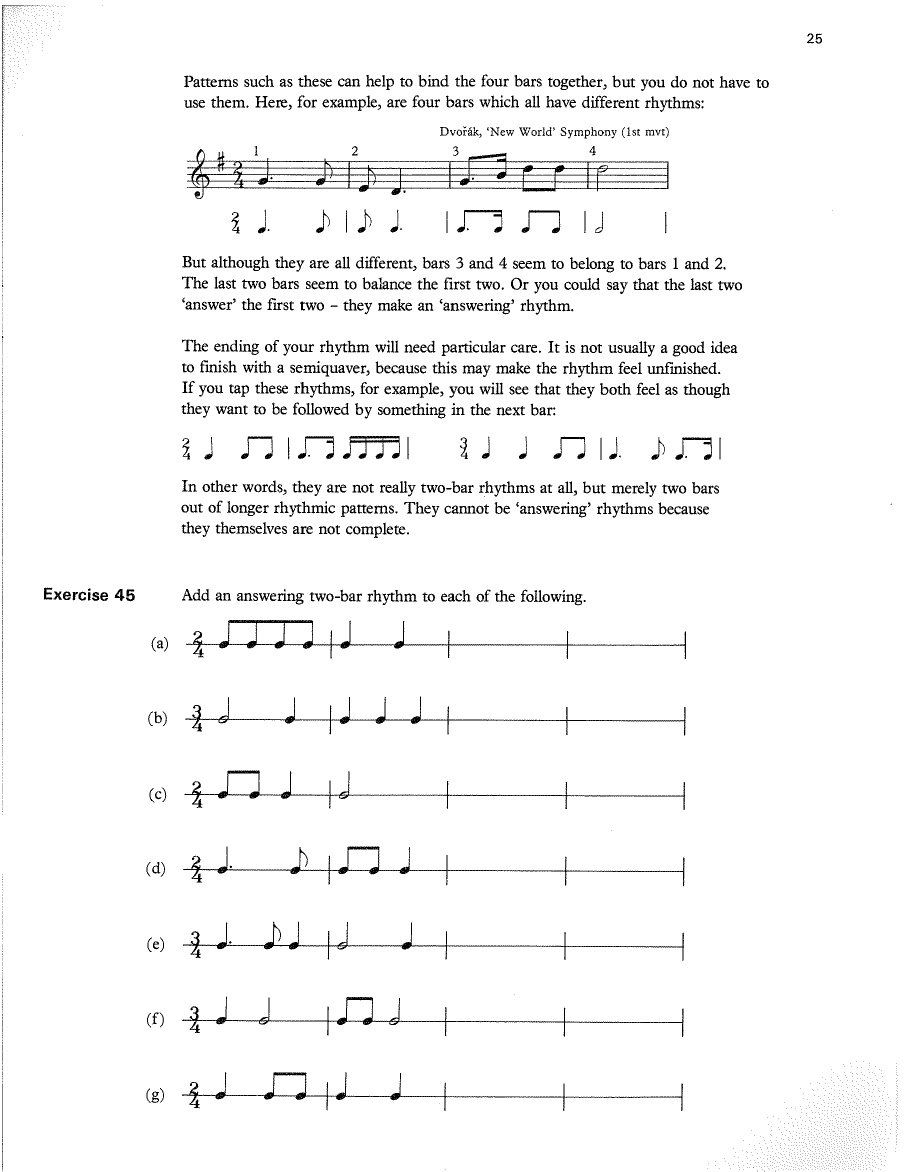 25
Patterns such as these can help to bind the four bars together, but you do not have to
use them. Here, for example, are four bars which all have different rhythms:
Dvořák, ‘New World’ Symphony (1st mvt)
1 2 3 4
2
4
2
4
But although they are all different, bars 3 and 4 seem to belong to bars 1 and 2.
The last two bars seem to balance the first two. Or you could say that the last two
‘answer’ the first two – they make an ‘answering’ rhythm.
The ending of your rhythm will need particular care. It is not usually a good idea
to finish with a semiquaver, because this may make the rhythm feel unfinished.
If you tap these rhythms, for example, you will see that they both feel as though
they want to be followed by something in the next bar:
2 3
4 4
In other words, they are not really two-bar rhythms at all, but merely two bars
out of longer rhythmic patterns. They cannot be ‘answering’ rhythms because
they themselves are not complete.
Exercise 45 Add an answering two-bar rhythm to each of the following.
(a) 2
4
(b) 3
4
(c) 2
4
(d) 2
4
(e) 3
4
(f) 3
4
(g) 2
4